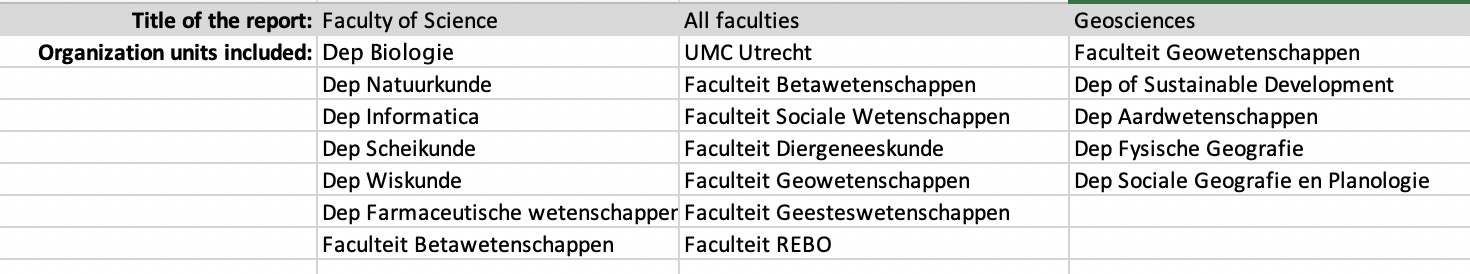 Title of the report: Faculty of Science All faculties Geosciences
Organization units included: Dep Biologie UMC Utrecht Faculteit Geowetenschappen
Dep Natuurkunde Faculteit Betawetenschappen Dep of Sustainable Development
Dep Informatica Faculteit Sociale Wetenschappen Dep Aardwetenschappen
Dep Scheikunde Faculteit Diergeneeskunde Dep Fysische Geografie
Dep Wiskunde Faculteit Geowetenschappen Dep Sociale Geografie en Planologie
Dep Farmaceutische wetenschappen Faculteit Geesteswetenschappen
Faculteit Betawetenschappen Faculteit REBO